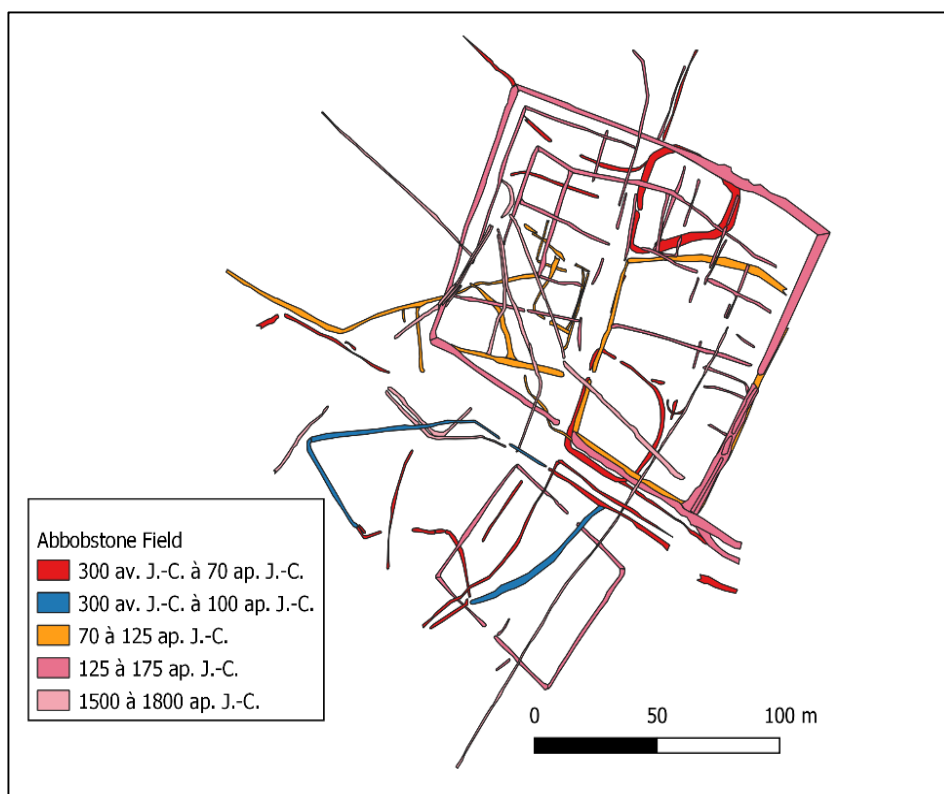 Abbobstone Field
300 av. J.-C. à 70 ap. J.-C.
300 av. J.-C. à 100 ap. J.-C.
70 à 125 ap. J.-C.
125 à 175 ap. J.-C.
1500 à 1800 ap. J.-C.
0 50 100 m